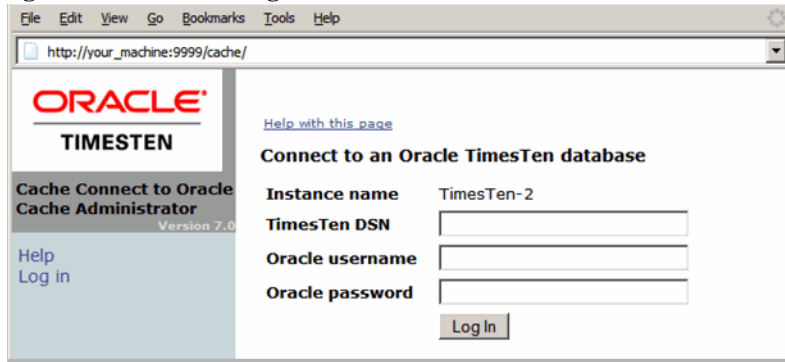 File Edit View Go Bookmarks Tools Help
http://your_machine:9999/cache/
ORACLE®
TIMESTEN
Cache Connect to Oracle
Cache Administrator
Version 7.0
Help
Log in
Help with this page
Connect to an Oracle TimesTen database
Instance name TimesTen-2
TimesTen DSN
Oracle username
Oracle password
Log In